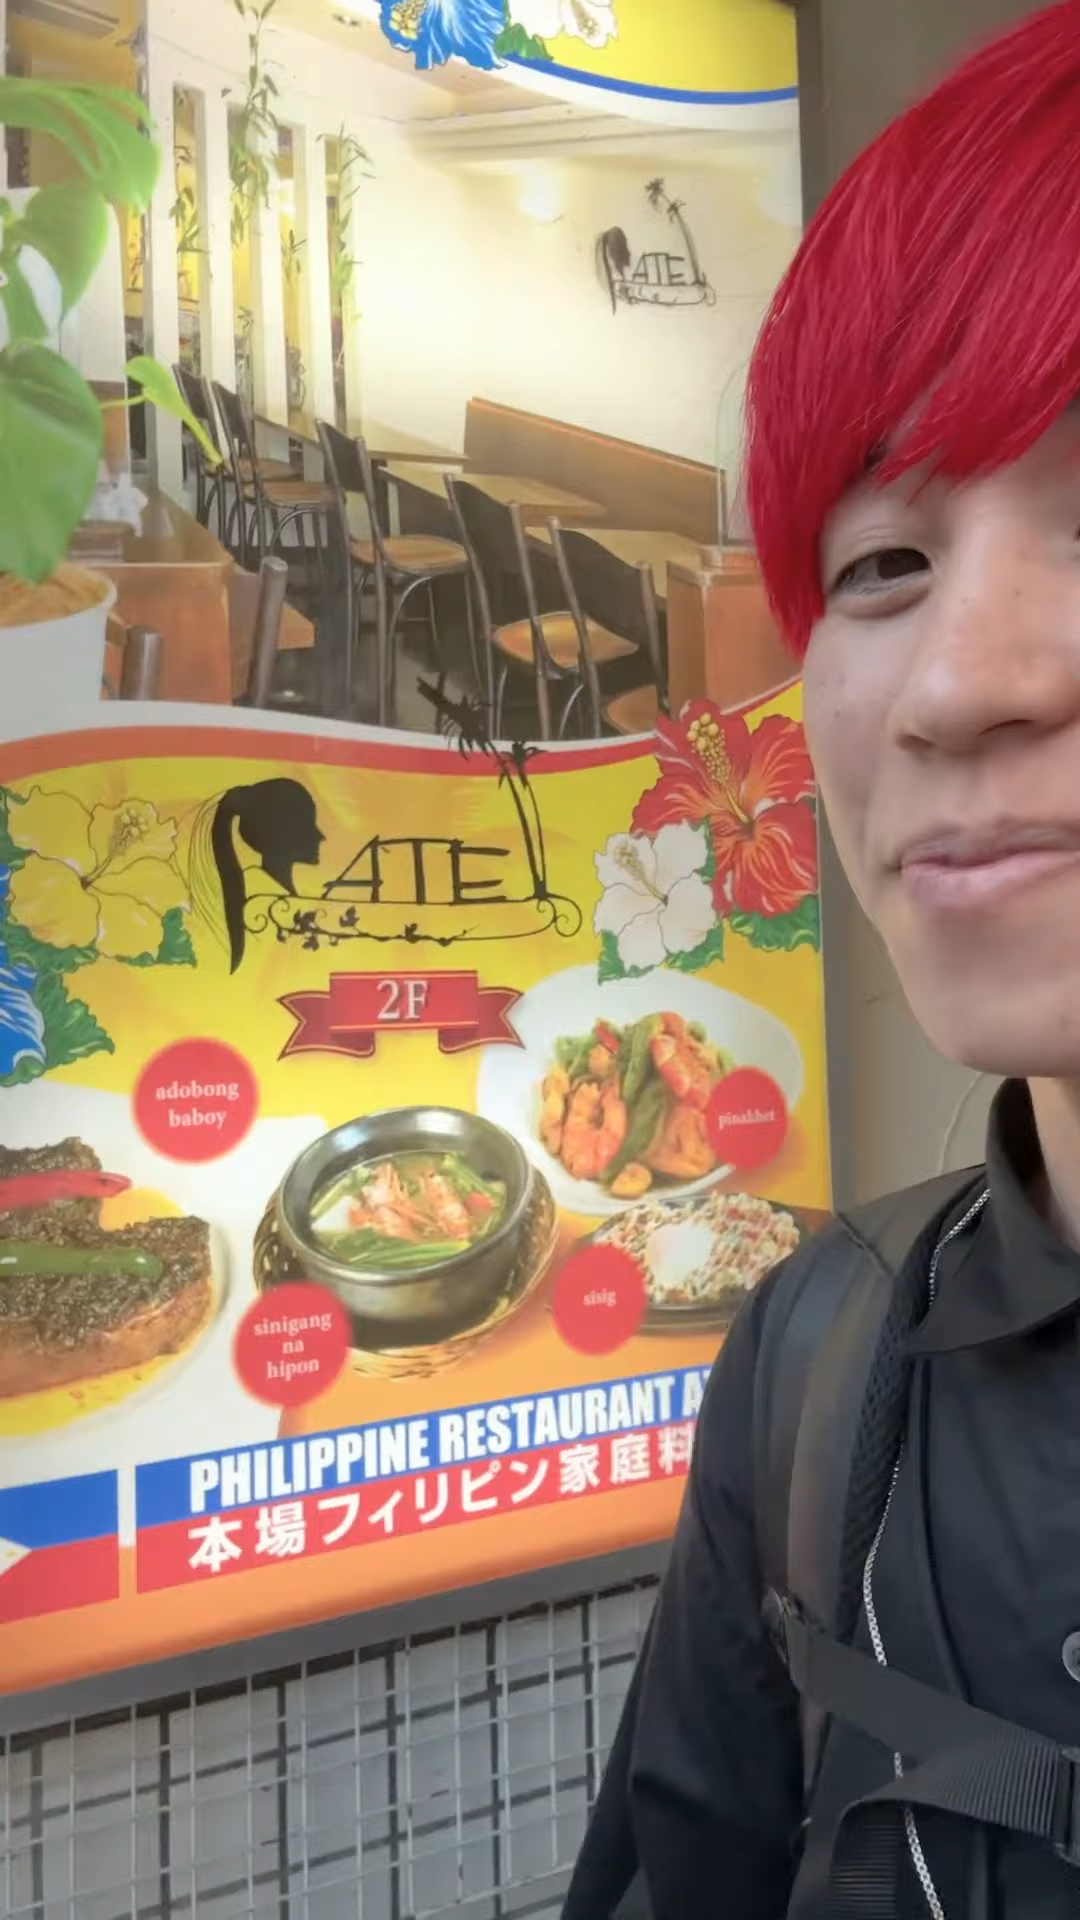 ATE
ATE
2F
adobong
baboy
pinakbet
sinigang
na
hipon
sisig
PHILIPPINE RESTAURANT
本場フィリピン家庭料